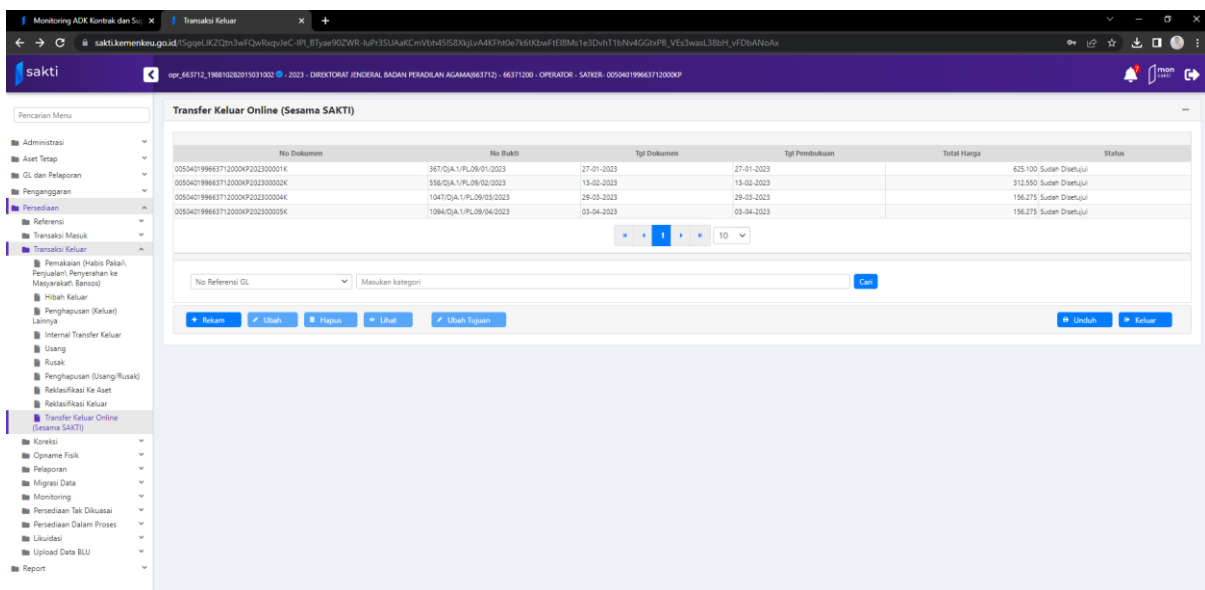 Monitoring ADK Kontrak dan Sup
Transaksi Keluar
sakti.kemenkeu.go.id
sakti
opr_663712_198810282015031002 - 2023 - DIREKTORAT JENDERAL BADAN PERADILAN AGAMA(663712) - 66371200 - OPERATOR - SATKER- 005040199663712000KP
7
mon
sakti
Pencarian Menu
Administrasi
Aset Tetap
GL dan Pelaporan
Penganggaran
Persediaan
Referensi
Transaksi Masuk
Transaksi Keluar
Pemakaian (Habis Pakai\
Penjualan\ Penyerahan ke
Masyarakat\ Bansos)
Hibah Keluar
Penghapusan (Keluar)
Lainnya
Internal Transfer Keluar
Usang
Rusak
Penghapusan (Usang/Rusak)
Reklasifikasi Ke Aset
Reklasifikasi Keluar
Transfer Keluar Online
(Sesama SAKTI)
Koreksi
Opname Fisik
Pelaporan
Migrasi Data
Monitoring
Persediaan Tak Dikuasai
Persediaan Dalam Proses
Likuidasi
Upload Data BLU
Report
Transfer Keluar Online (Sesama SAKTI)
No Dokumen No Bukti Tgl Dokumen Tgl Pembukuan Total Harga Status
005040199663712000KP202300001K 367/DjA.1/PL.09/01/2023 27-01-2023 27-01-2023 625.100 Sudah Disetujui
005040199663712000KP202300002K 558/DjA.1/PL.09/02/2023 13-02-2023 13-02-2023 312.550 Sudah Disetujui
005040199663712000KP202300004K 1047/DjA.1/PL.09/03/2023 29-03-2023 29-03-2023 156.275 Sudah Disetujui
005040199663712000KP202300005K 1094/DjA.1/PL.09/04/2023 03-04-2023 03-04-2023 156.275 Sudah Disetujui
1 10
No Referensi GL Masukan kategori Cari
Rekam Ubah Hapus Lihat Ubah Tujuan Unduh Keluar